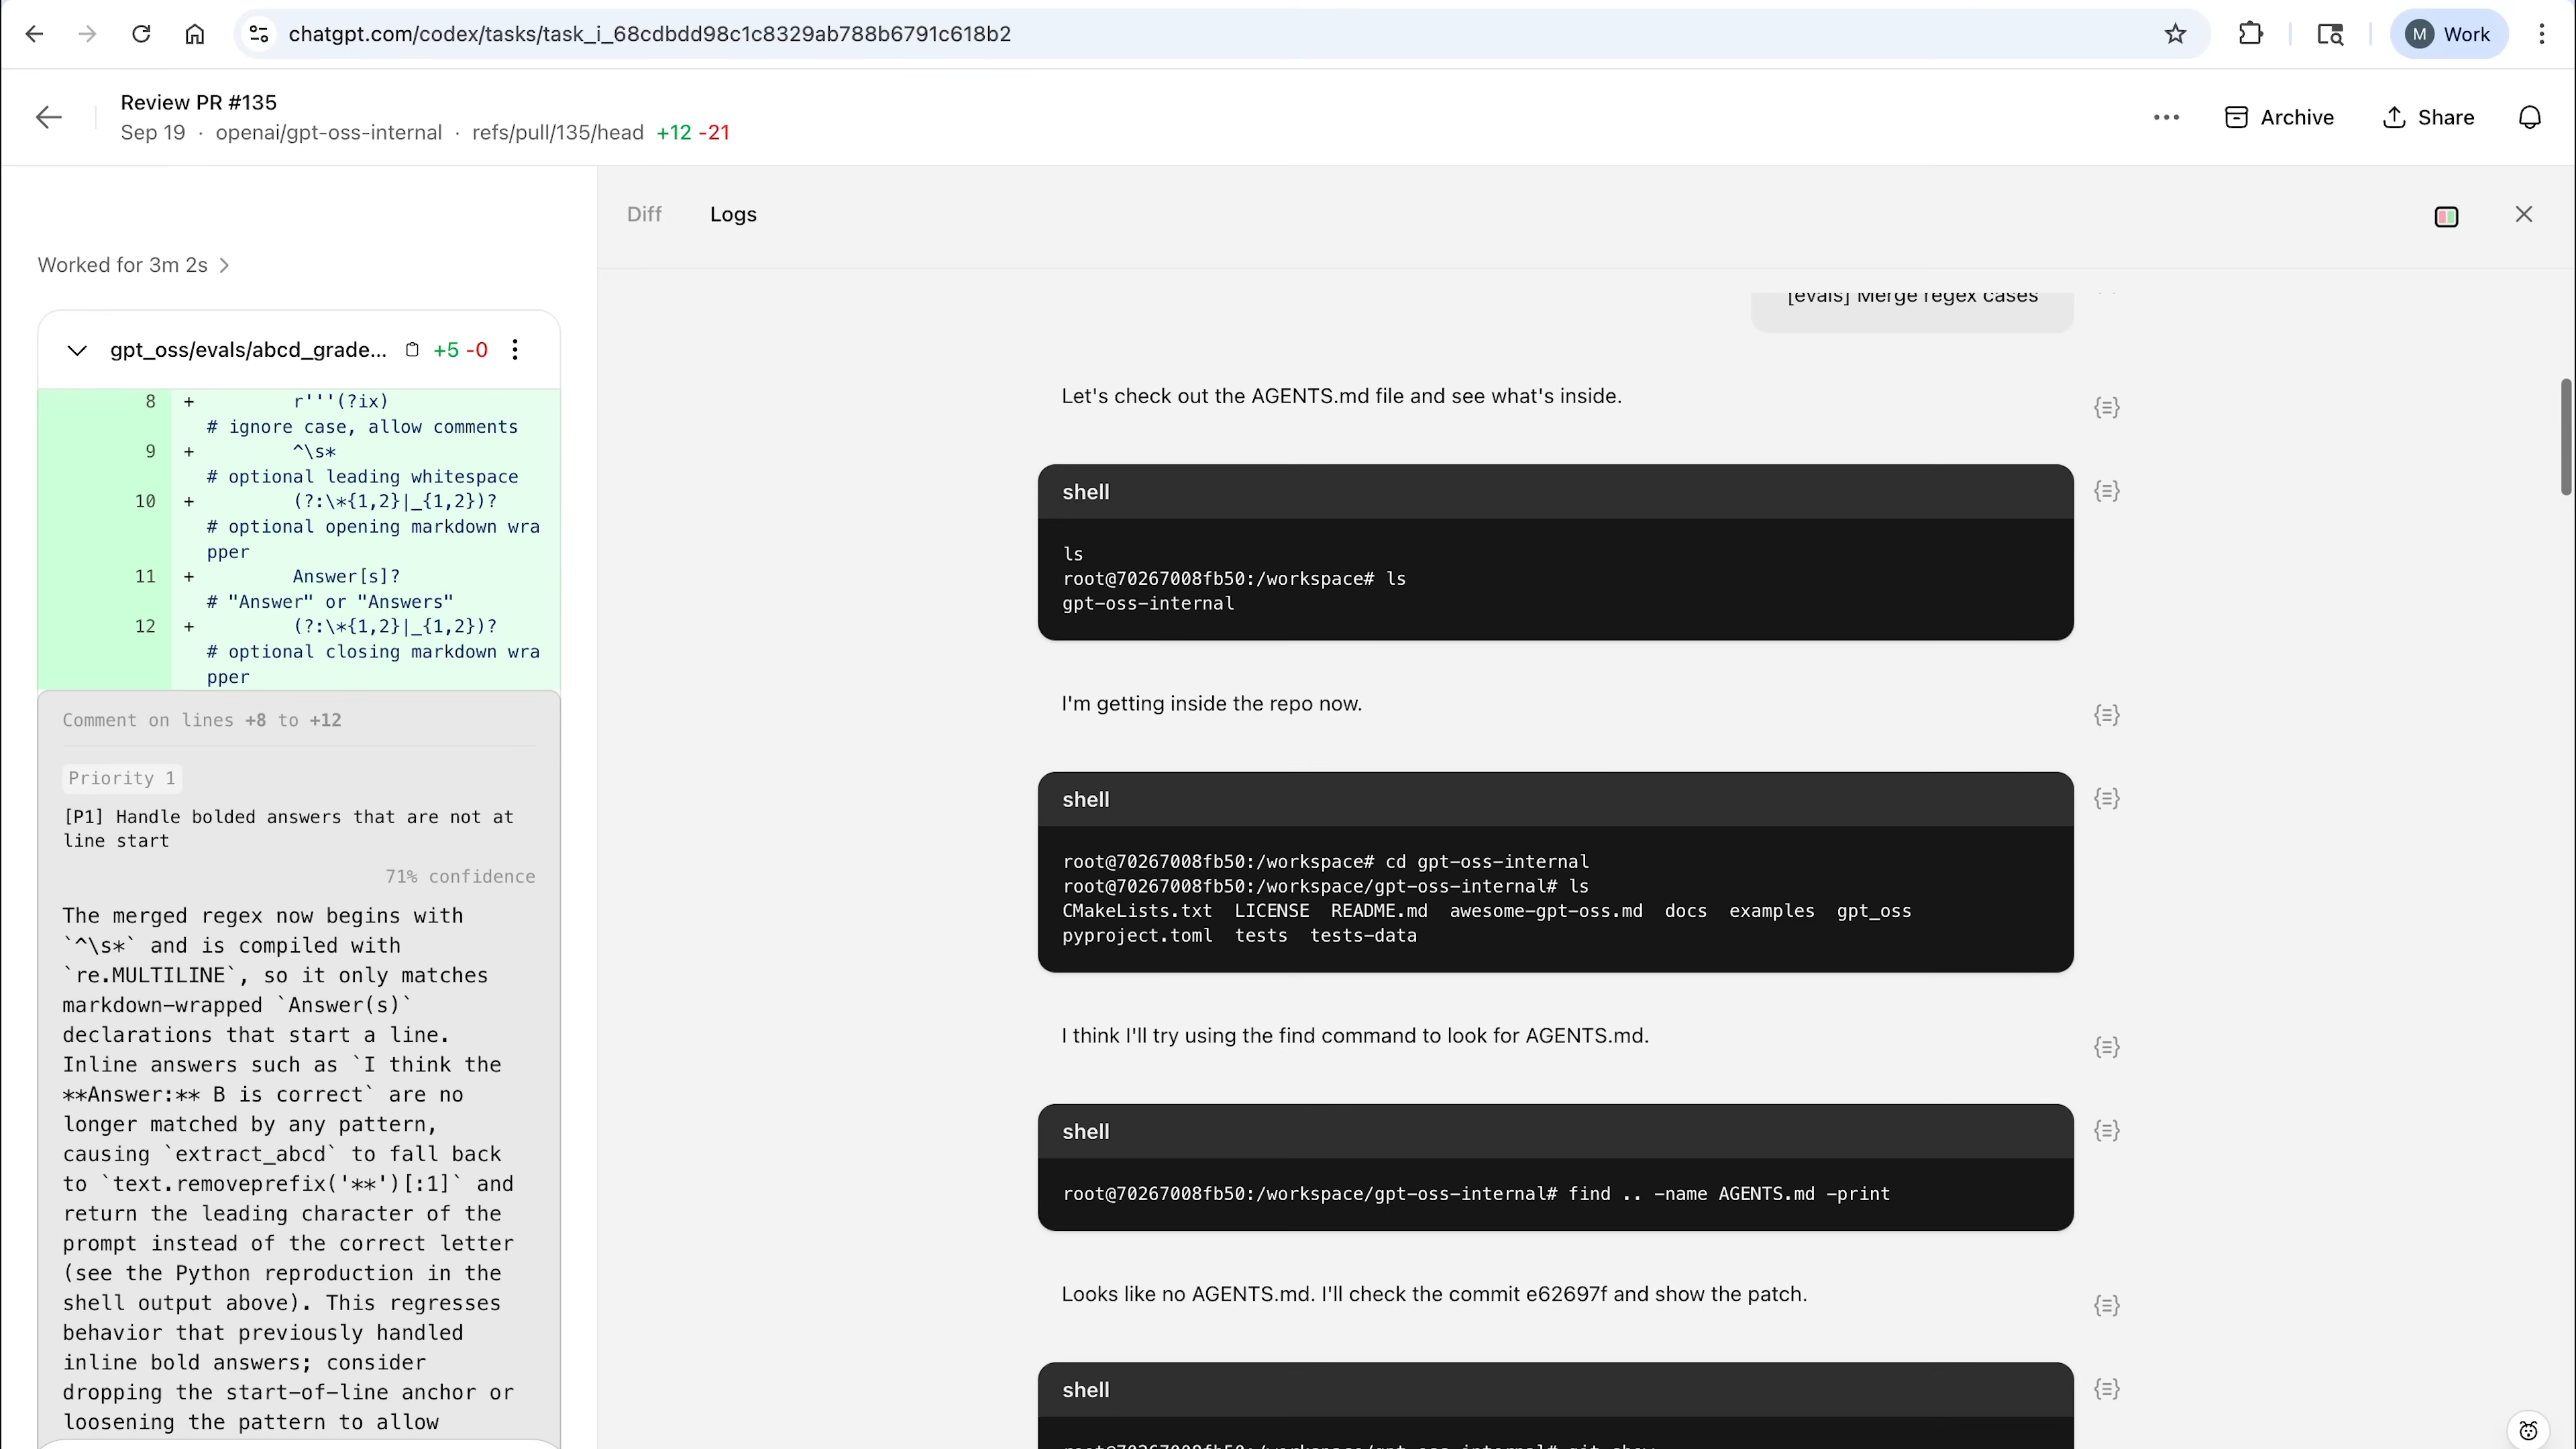 chatgpt.com/codex/tasks/task_i_68cdbdd98c1c8329ab788b6791c618b2
M Work
Review PR #135
Sep 19 · openai/gpt-oss-internal · refs/pull/135/head +12 -21
Archive
Share
Worked for 3m 2s
gpt_oss/evals/abcd_grade... +5 -0
8 + r'''(?ix)
# ignore case, allow comments
9 + ^\s*
# optional leading whitespace
10 + (?:\*{1,2}|_{1,2})?
# optional opening markdown wra
pper
11 + Answer[s]?
# "Answer" or "Answers"
12 + (?:\*{1,2}|_{1,2})?
# optional closing markdown wra
pper
Comment on lines +8 to +12
Priority 1
[P1] Handle bolded answers that are not at
line start
71% confidence
The merged regex now begins with
`^\s*` and is compiled with
`re.MULTILINE`, so it only matches
markdown-wrapped `Answer(s)`
declarations that start a line.
Inline answers such as `I think the
**Answer:** B is correct` are no
longer matched by any pattern,
causing `extract_abcd` to fall back
to `text.removeprefix('**')[:1]` and
return the leading character of the
prompt instead of the correct letter
(see the Python reproduction in the
shell output above). This regresses
behavior that previously handled
inline bold answers; consider
dropping the start-of-line anchor or
loosening the pattern to allow
Diff
Logs
[evals] Merge regex cases
Let's check out the AGENTS.md file and see what's inside.
shell
ls
root@70267008fb50:/workspace# ls
gpt-oss-internal
I'm getting inside the repo now.
shell
root@70267008fb50:/workspace# cd gpt-oss-internal
root@70267008fb50:/workspace/gpt-oss-internal# ls
CMakeLists.txt LICENSE README.md awesome-gpt-oss.md docs examples gpt_oss
pyproject.toml tests tests-data
I think I'll try using the find command to look for AGENTS.md.
shell
root@70267008fb50:/workspace/gpt-oss-internal# find .. -name AGENTS.md -print
Looks like no AGENTS.md. I'll check the commit e62697f and show the patch.
shell
root@70267008fb50:/workspace/gpt-oss-internal# git show